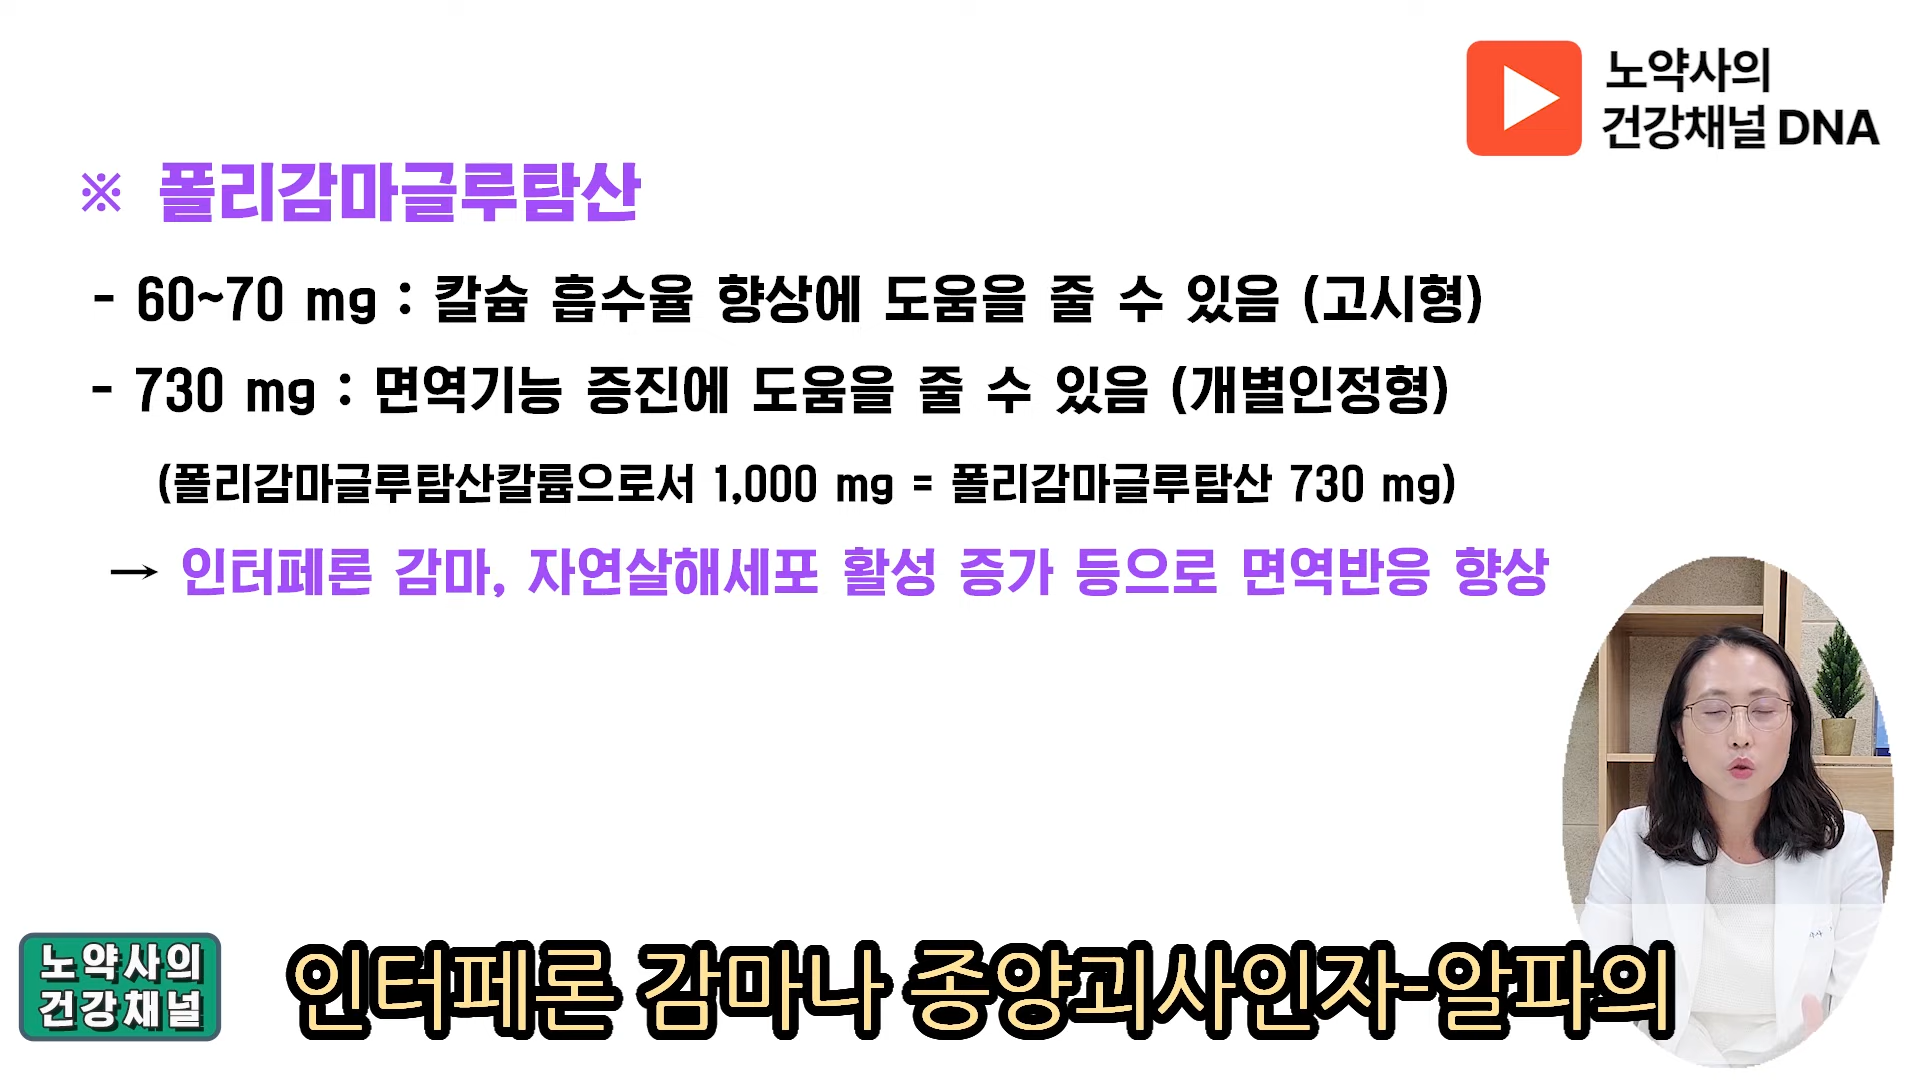 노약사의
건강채널 DNA
※ 폴리감마글루탐산
- 60~70 mg : 칼슘 흡수율 향상에 도움을 줄 수 있음 (고시형)
- 730 mg : 면역기능 증진에 도움을 줄 수 있음 (개별인정형)
(폴리감마글루탐산칼륨으로서 1,000 mg = 폴리감마글루탐산 730 mg)
→ 인터페론 감마, 자연살해세포 활성 증가 등으로 면역반응 향상
노약사의
건강채널
인터페론 감마나 종양괴사인자-알파의